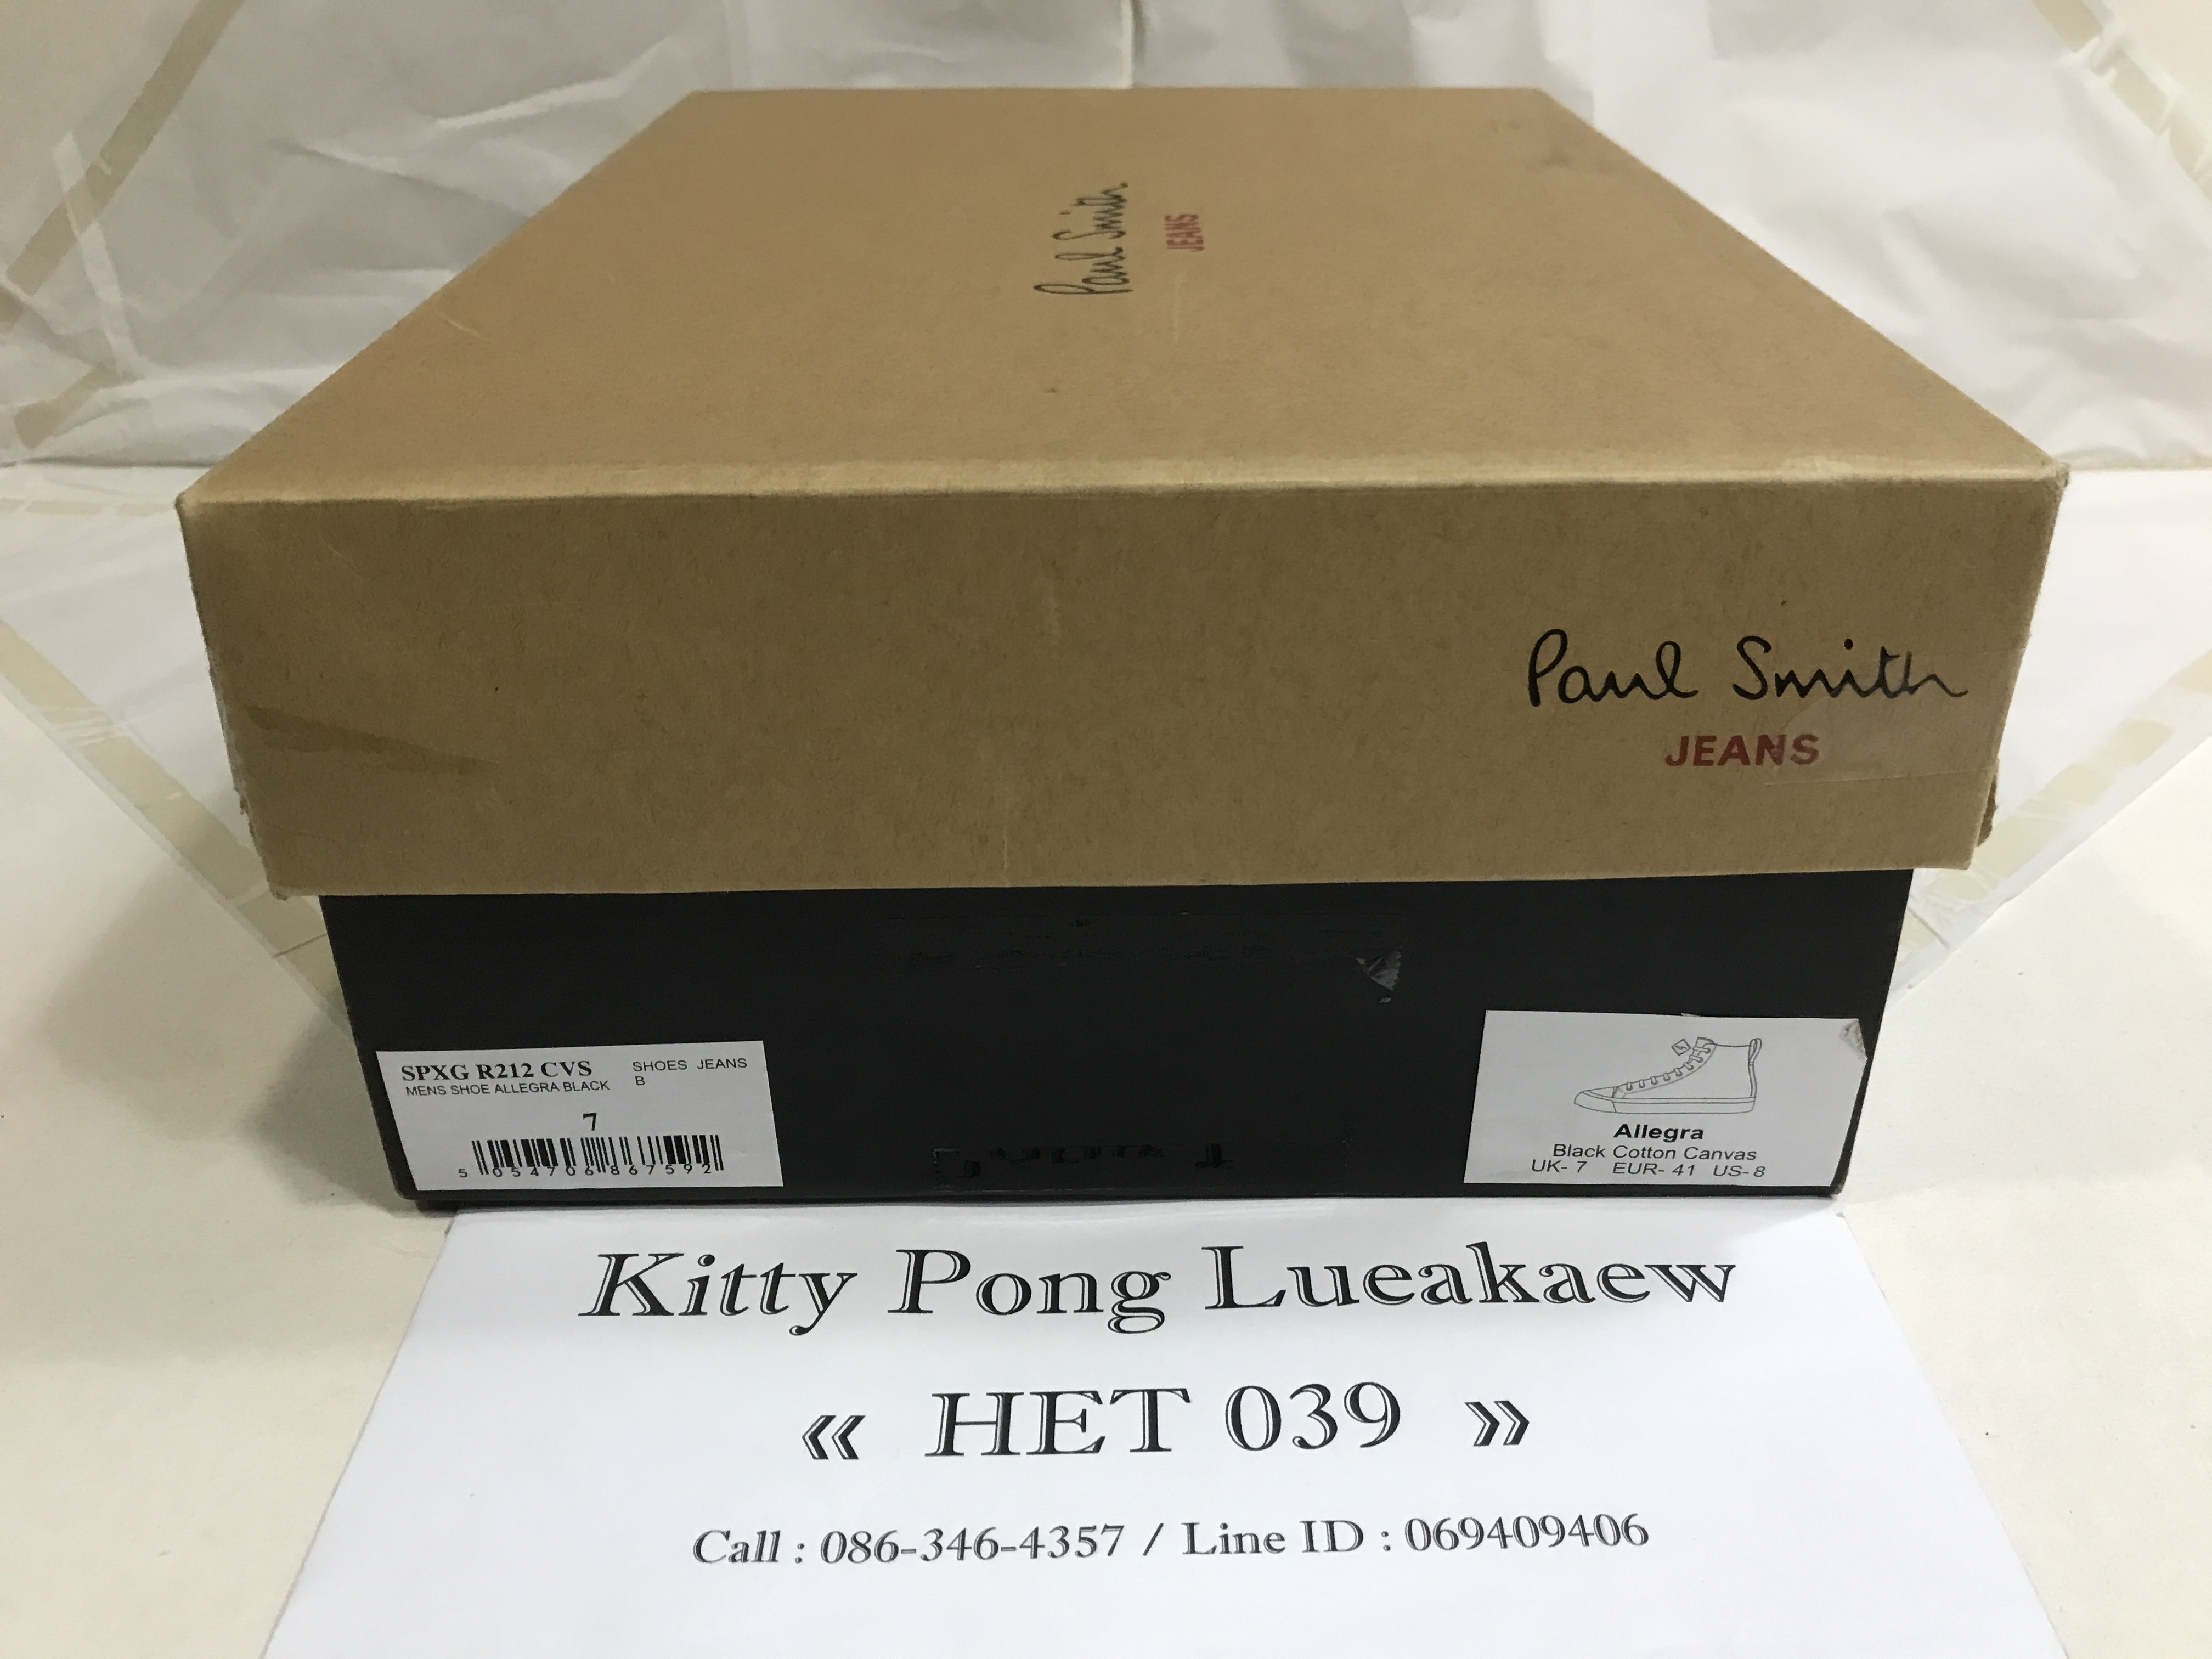 Paul Smith
JEANS
Paul Smith
JEANS
SPXG R212 CVS SHOES JEANS
MENS SHOE ALLEGRA BLACK B
7
5 054706 867592
Allegra
Black Cotton Canvas
UK- 7 EUR- 41 US- 8
Kitty Pong Lueakaew
« HET 039 »
Call : 086-346-4357 / Line ID : 069409406